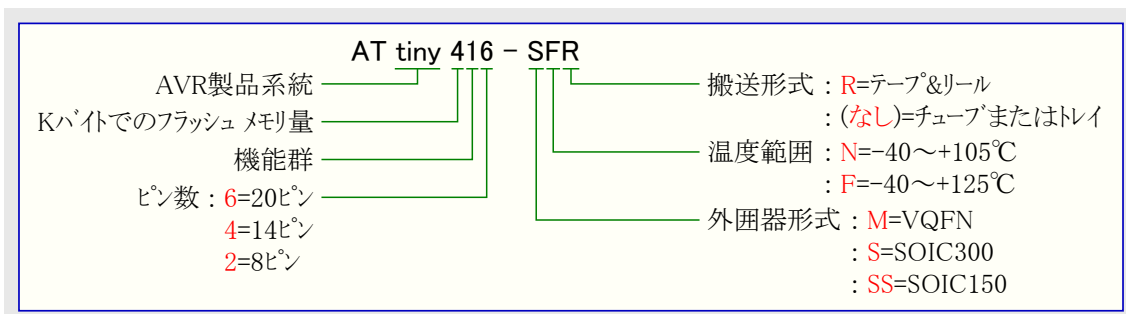 AT tiny 416 - SFR
AVR製品系統
Kﾊﾞｲﾄでのﾌﾗｯｼｭ ﾒﾓﾘ量
機能群
ﾋﾟﾝ数 : 6=20ﾋﾟﾝ
4=14ﾋﾟﾝ
2=8ﾋﾟﾝ
搬送形式 : R=ﾃｰﾌﾟ&ﾘｰﾙ
: (なし)=ﾁｭｰﾌﾞまたはﾄﾚｲ
温度範囲 : N=-40～+105℃
: F=-40～+125℃
外囲器形式 : M=VQFN
: S=SOIC300
: SS=SOIC150